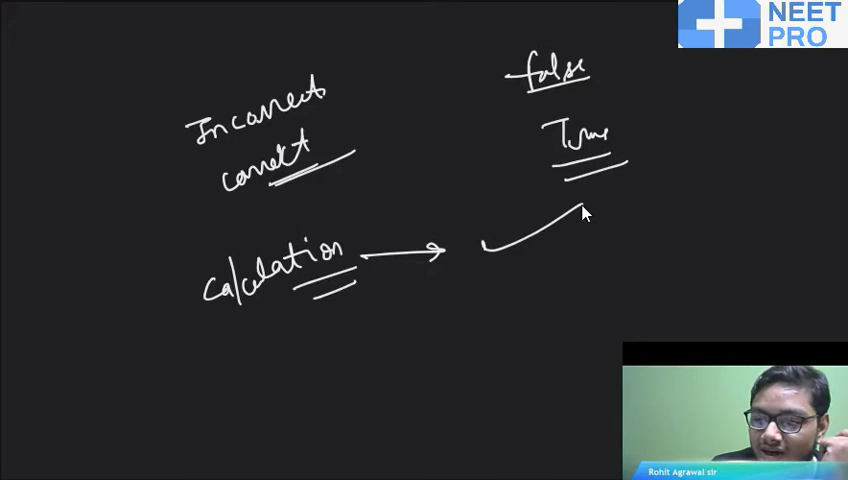 NEET
PRO
Incorrect
correct
false
True
Calculation
Rohit Agrawal sir